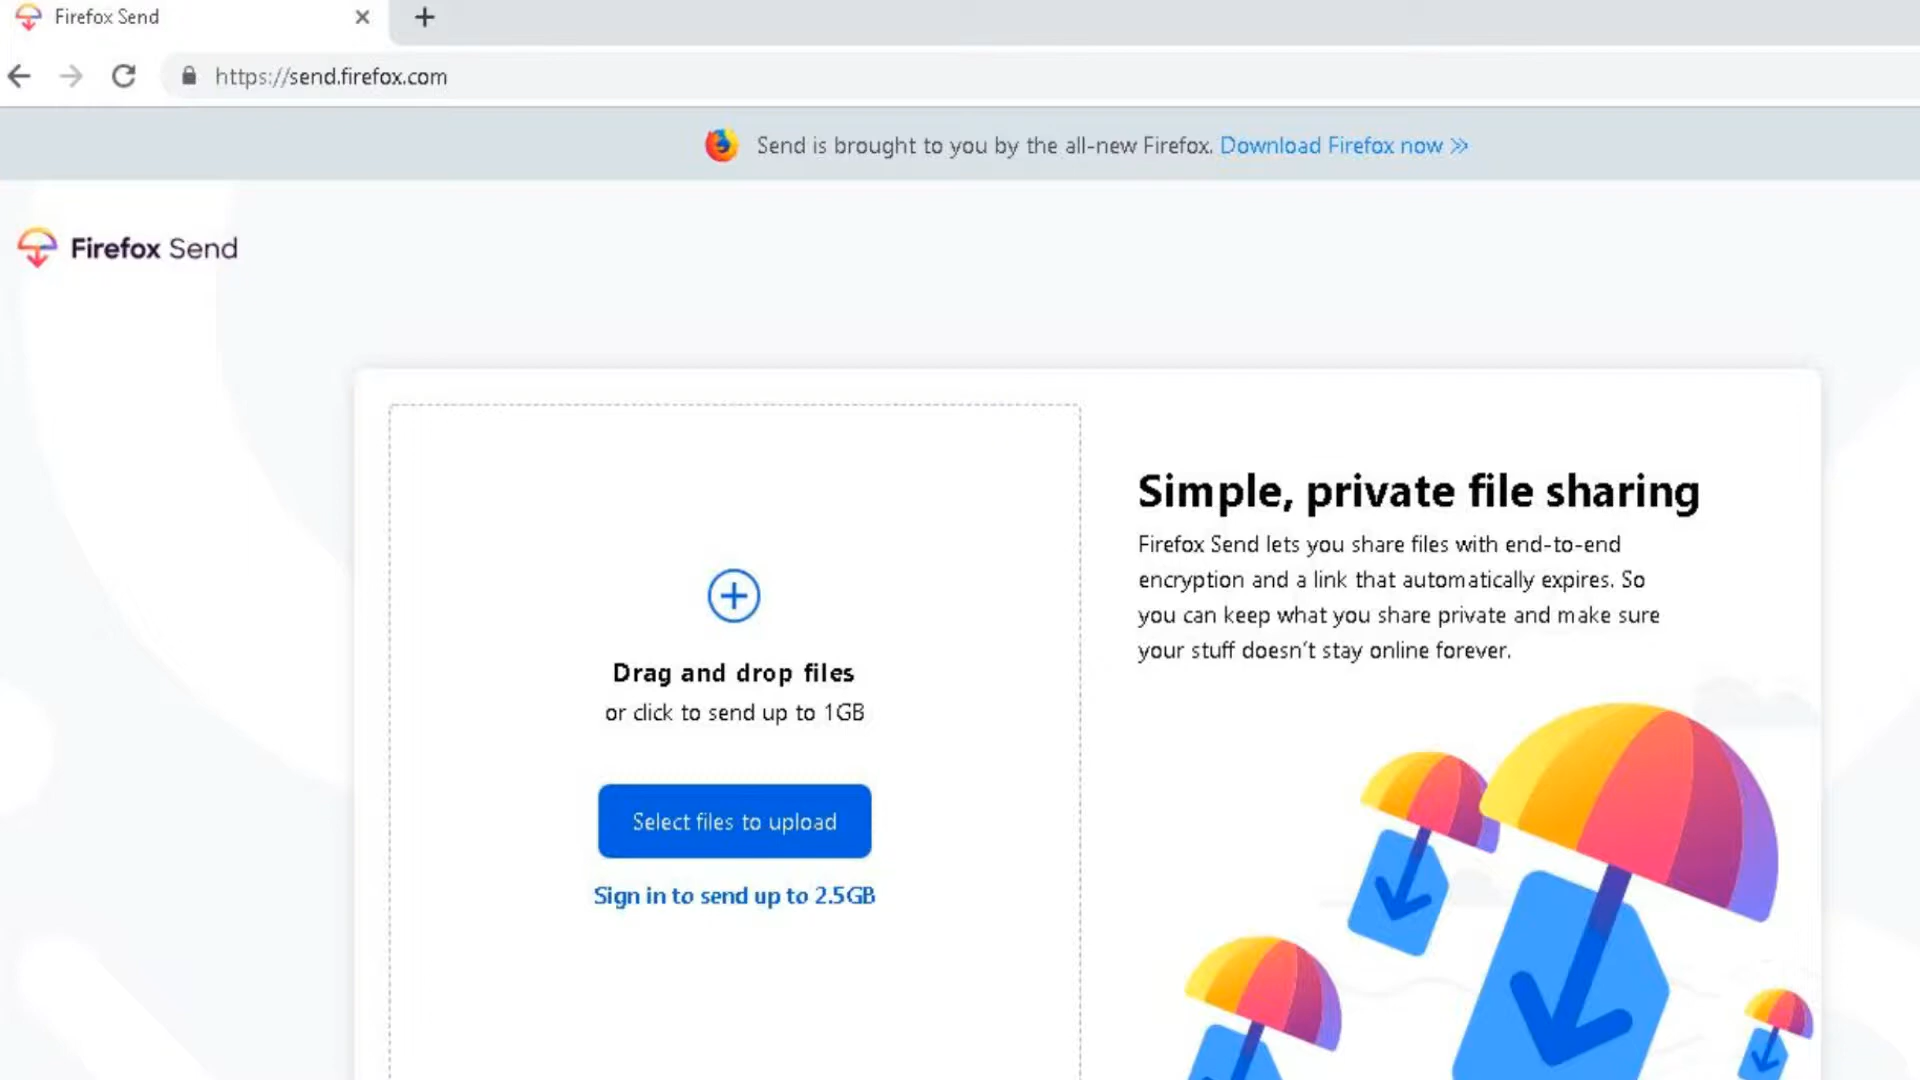 Firefox Send
https://send.firefox.com
Send is brought to you by the all-new Firefox. Download Firefox now
Firefox Send
Drag and drop files
or click to send up to 1GB
Select files to upload
Sign in to send up to 2.5GB
Simple, private file sharing
Firefox Send lets you share files with end-to-end
encryption and a link that automatically expires. So
you can keep what you share private and make sure
your stuff doesn’t stay online forever.